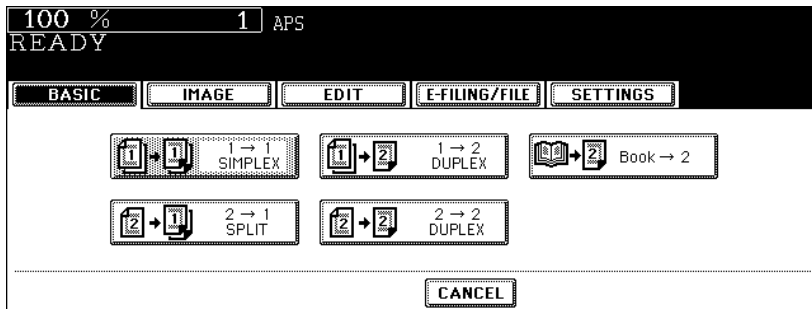 100 % 1 APS
READY
BASIC IMAGE EDIT E-FILING/FILE SETTINGS
1 → 1 SIMPLEX
1 → 2 DUPLEX
Book → 2
2 → 1 SPLIT
2 → 2 DUPLEX
CANCEL